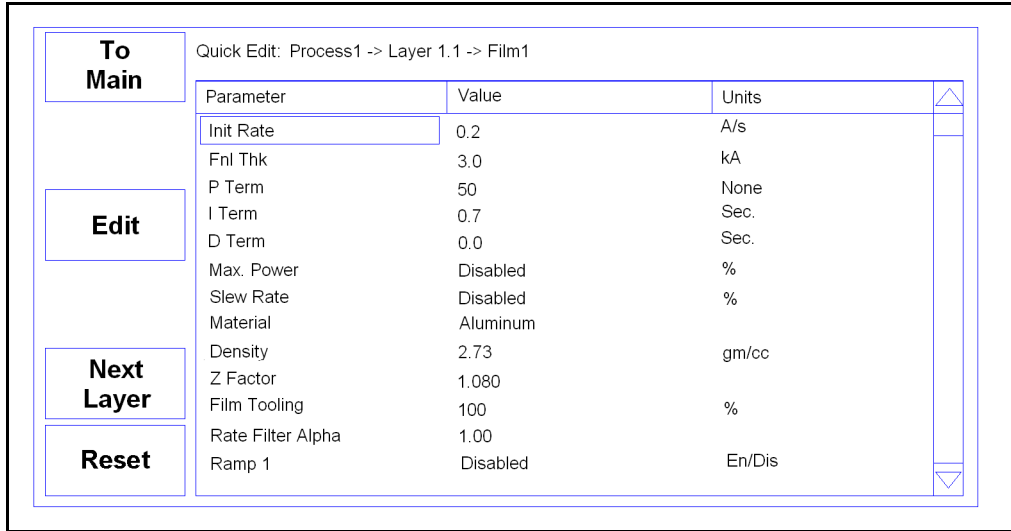 To
Main
Quick Edit: Process1 -> Layer 1.1 -> Film1
Parameter Value Units
Init Rate 0.2 A/s
Fnl Thk 3.0 kA
P Term 50 None
I Term 0.7 Sec.
D Term 0.0 Sec.
Max. Power Disabled %
Slew Rate Disabled %
Material Aluminum
Density 2.73 gm/cc
Z Factor 1.080
Film Tooling 100 %
Rate Filter Alpha 1.00
Ramp 1 Disabled En/Dis
Edit
Next
Layer
Reset